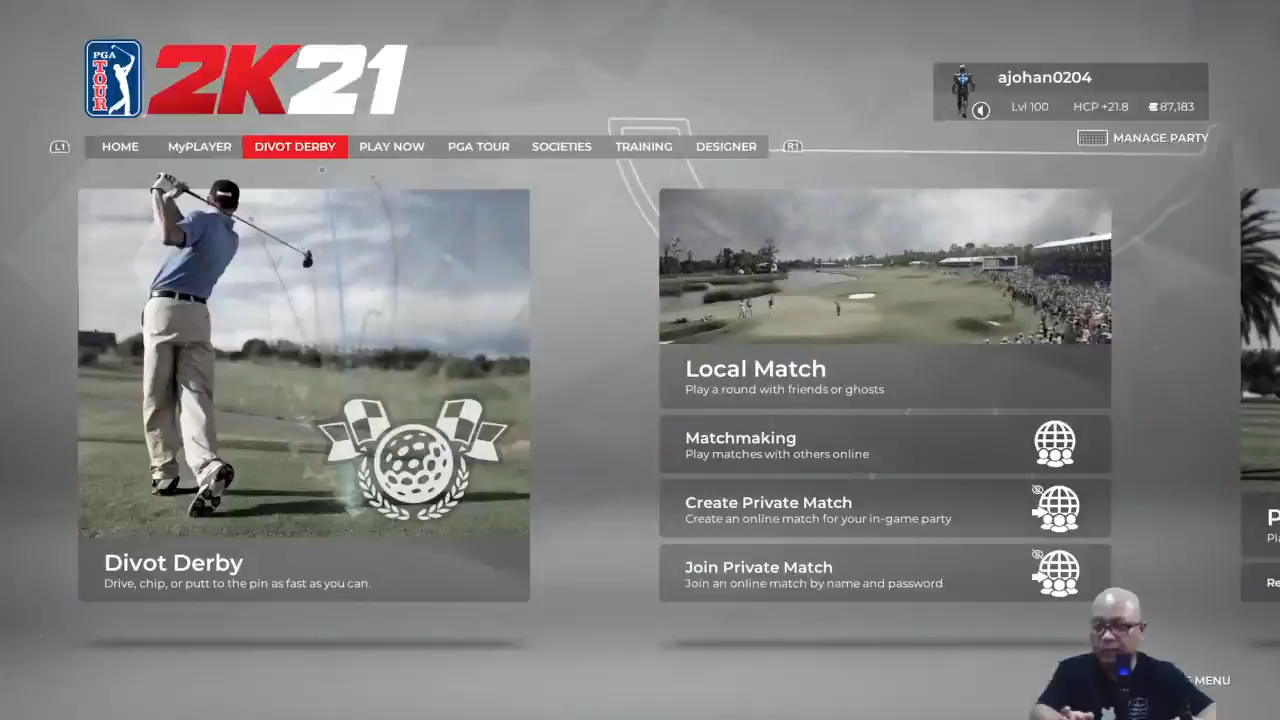 PGA
TOUR
2K21
ajohan0204
Lvl 100 HCP +21.8 87,183
MANAGE PARTY
L1 HOME MyPLAYER DIVOT DERBY PLAY NOW PGA TOUR SOCIETIES TRAINING DESIGNER R1
Divot Derby
Drive, chip, or putt to the pin as fast as you can.
Local Match
Play a round with friends or ghosts
Matchmaking
Play matches with others online
Create Private Match
Create an online match for your in-game party
Join Private Match
Join an online match by name and password
P
Pla
Re
MENU